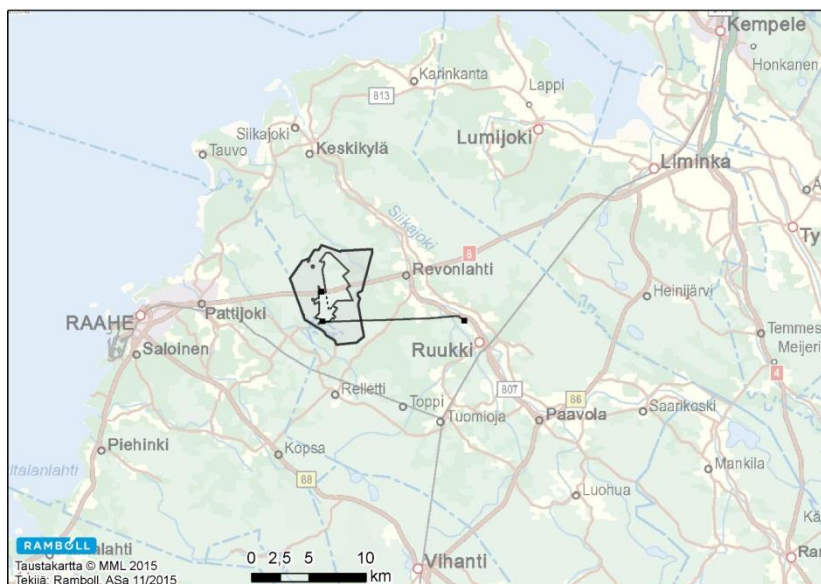 Kempele
Honkanen
Karinkanta
813
Lappi
Siikajoki
Lumijoki
Keskikylä
Tauvo
Liminka
Siikajoki
8
Revonlahti
Heinijärvi
RAAHE
Pattijoki
Temmes
Meijeri
Saloinen
Ruukki
4
807
86
Relletti
Toppi
Tuomioja
Paavola
Saarikoski
Piehinki
Kopsa
88
Mankila
Luohua
Vihanti
RAMBOLL
Taustakartta © MML 2015
Tekijä: Ramboll, ASa 11/2015
0 2,5 5 10
km